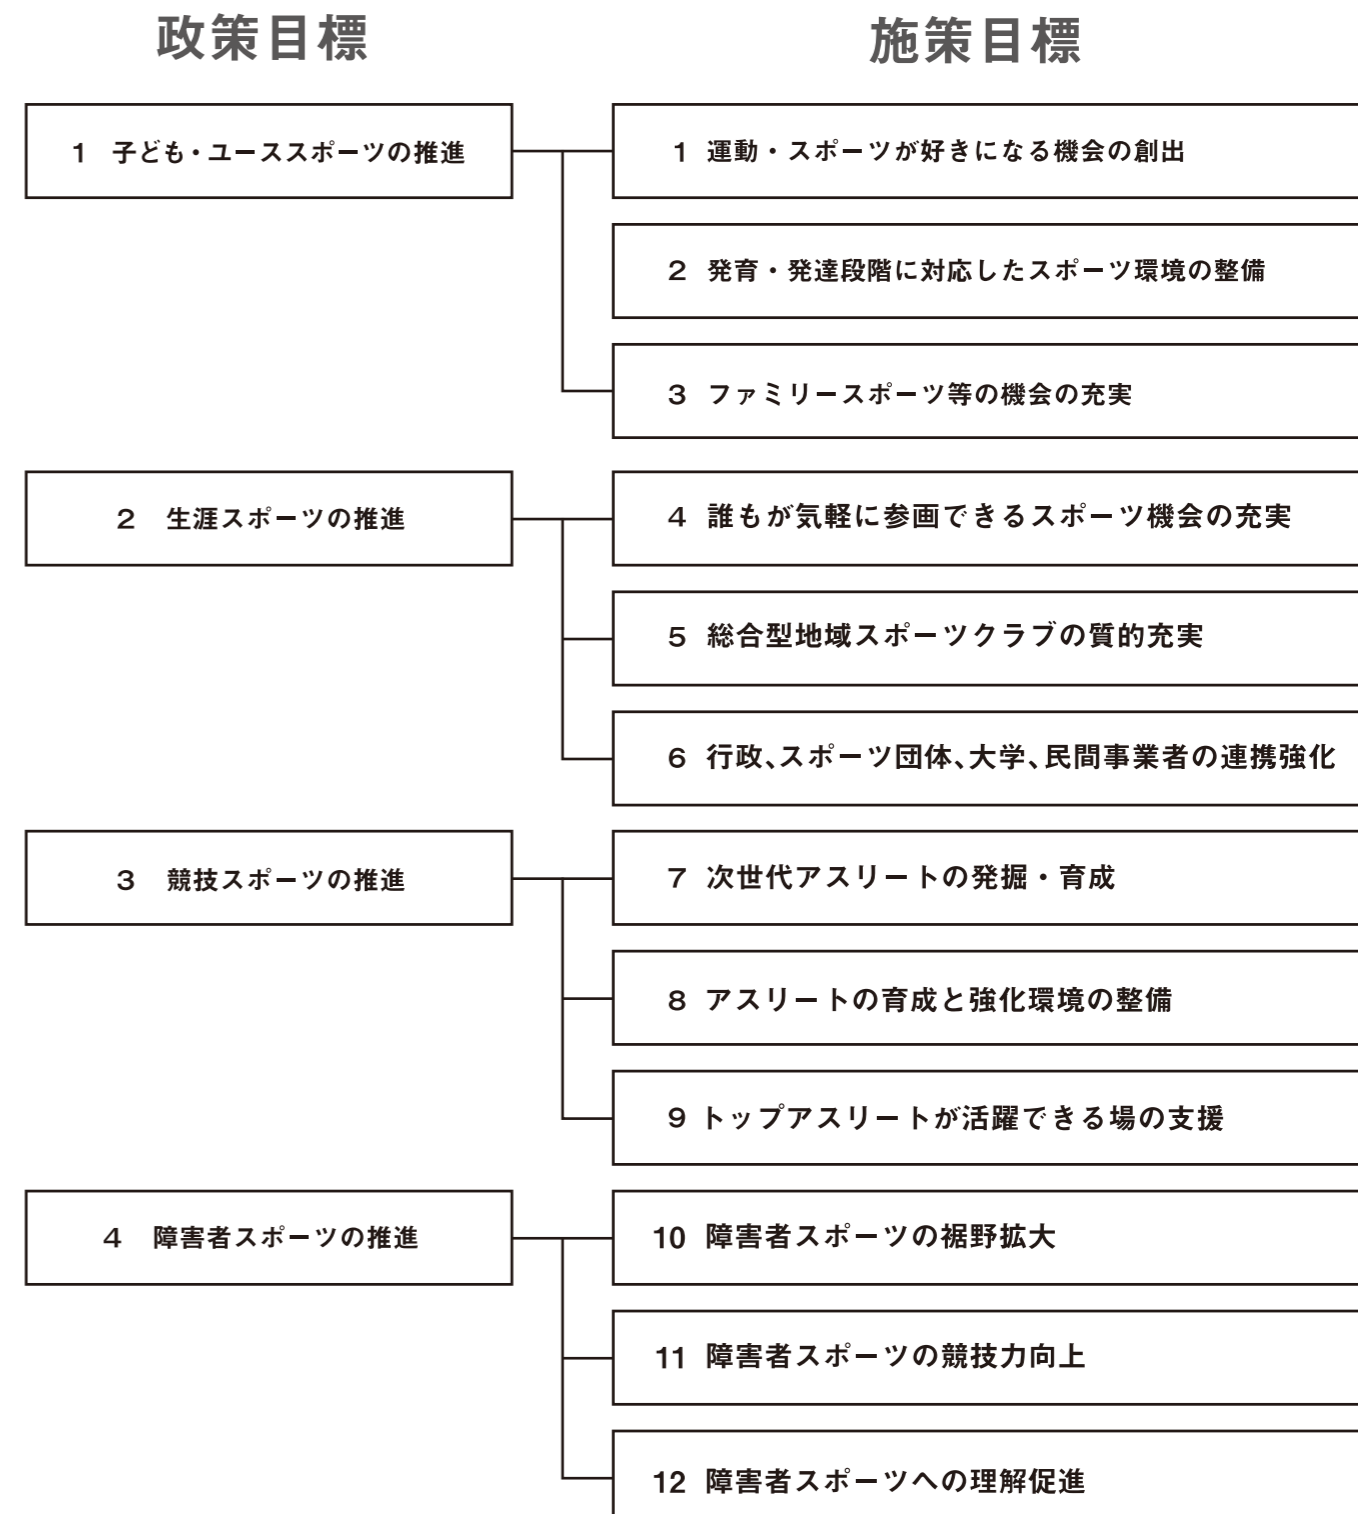 政策目標
施策目標
1 子ども・ユーススポーツの推進
1 運動・スポーツが好きになる機会の創出
2 発育・発達段階に対応したスポーツ環境の整備
3 ファミリースポーツ等の機会の充実
2 生涯スポーツの推進
4 誰もが気軽に参画できるスポーツ機会の充実
5 総合型地域スポーツクラブの質的充実
6 行政、スポーツ団体、大学、民間事業者の連携強化
3 競技スポーツの推進
7 次世代アスリートの発掘・育成
8 アスリートの育成と強化環境の整備
9 トップアスリートが活躍できる場の支援
4 障害者スポーツの推進
10 障害者スポーツの裾野拡大
11 障害者スポーツの競技力向上
12 障害者スポーツへの理解促進